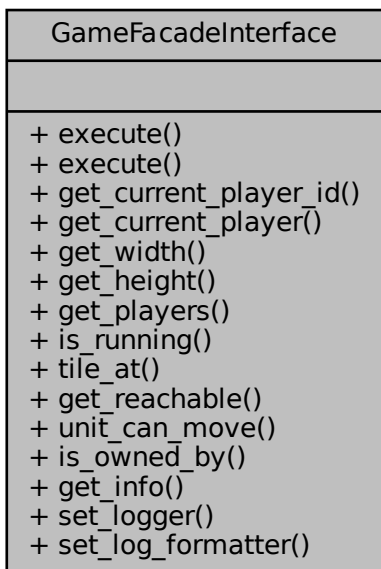 GameFacadeInterface
+ execute()
+ execute()
+ get_current_player_id()
+ get_current_player()
+ get_width()
+ get_height()
+ get_players()
+ is_running()
+ tile_at()
+ get_reachable()
+ unit_can_move()
+ is_owned_by()
+ get_info()
+ set_logger()
+ set_log_formatter()